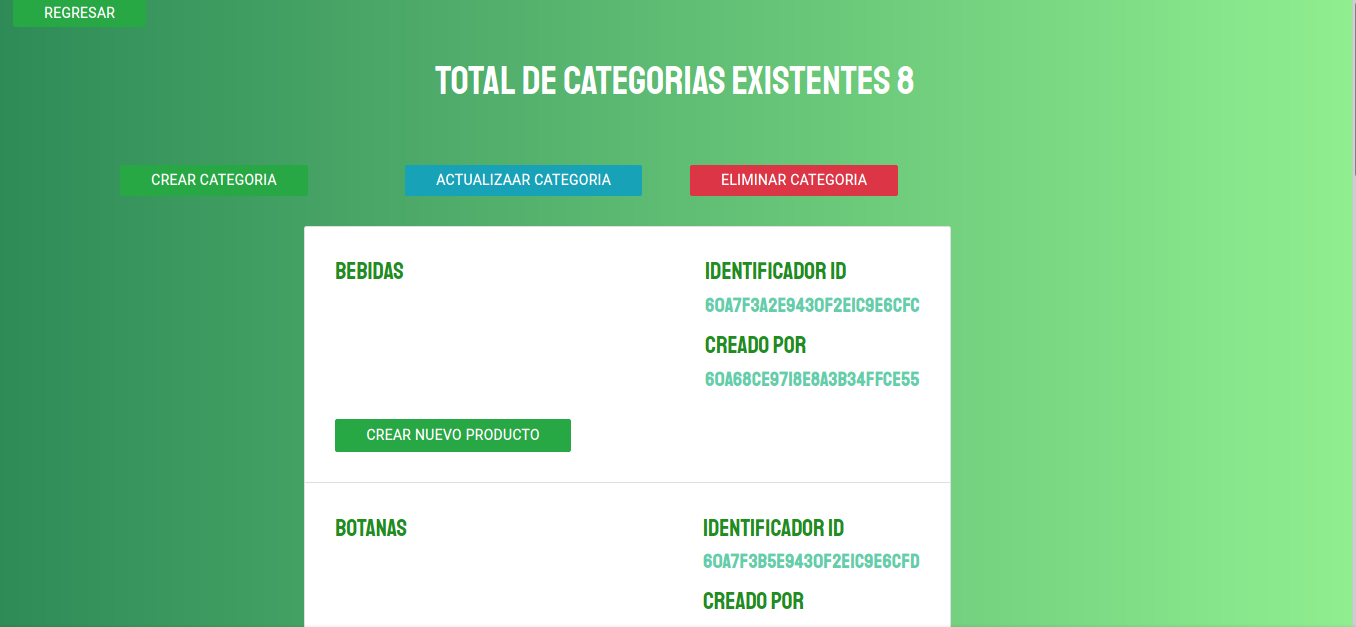 REGRESAR
TOTAL DE CATEGORIAS EXISTENTES 8
CREAR CATEGORIA
ACTUALIZAAR CATEGORIA
ELIMINAR CATEGORIA
BEBIDAS
IDENTIFICADOR ID
60A7F3A2E9430F2E1C9E6CFC
CREADO POR
60A68CE9718E8A3B34FFCE55
CREAR NUEVO PRODUCTO
BOTANAS
IDENTIFICADOR ID
60A7F3B5E9430F2E1C9E6CFD
CREADO POR